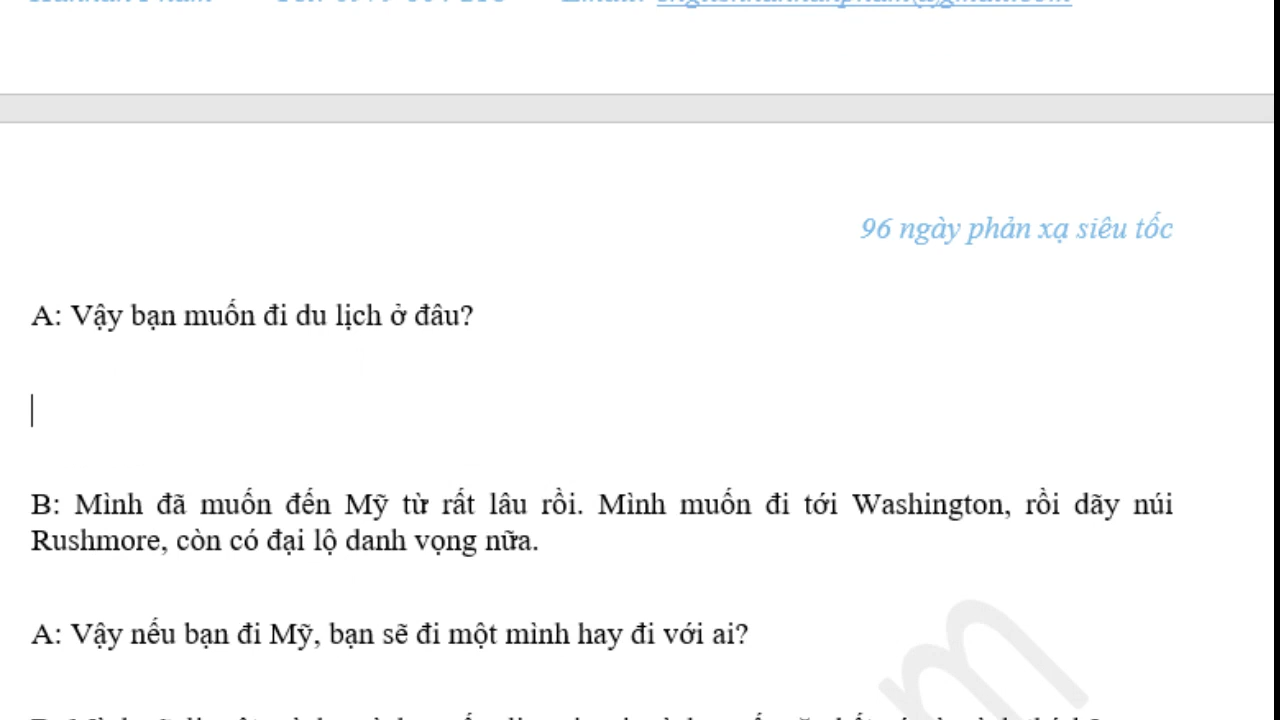 96 ngày phản xạ siêu tốc
A: Vậy bạn muốn đi du lịch ở đâu?
B: Mình đã muốn đến Mỹ từ rất lâu rồi. Mình muốn đi tới Washington, rồi dãy núi
Rushmore, còn có đại lộ danh vọng nữa.
A: Vậy nếu bạn đi Mỹ, bạn sẽ đi một mình hay đi với ai?